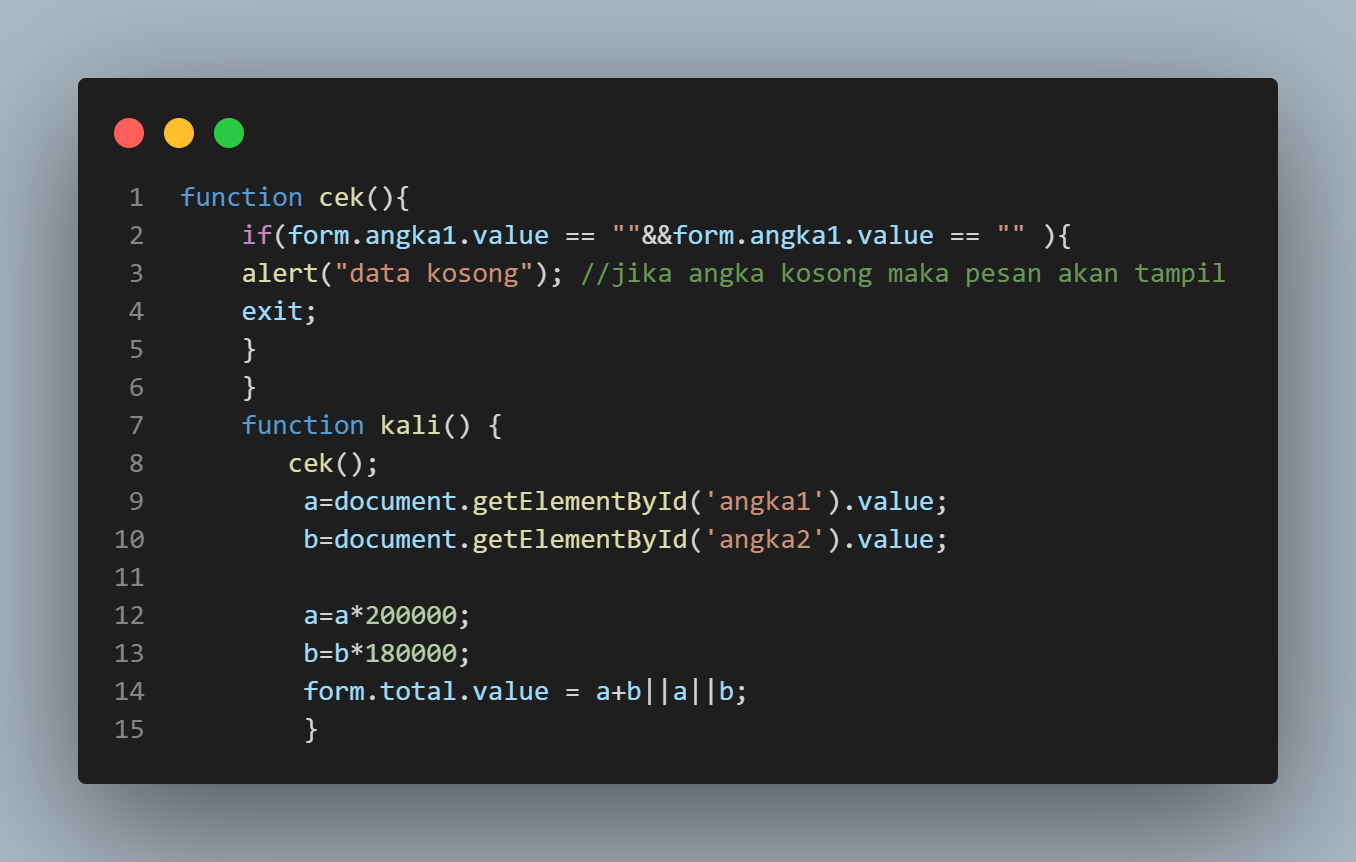 1 function cek(){
2     if(form.angka1.value == ""&&form.angka1.value == "" ){
3     alert("data kosong"); //jika angka kosong maka pesan akan tampil
4     exit;
5     }
6     }
7     function kali() {
8        cek();
9         a=document.getElementById('angka1').value;
10         b=document.getElementById('angka2').value;
11
12         a=a*200000;
13         b=b*180000;
14         form.total.value = a+b||a||b;
15         }